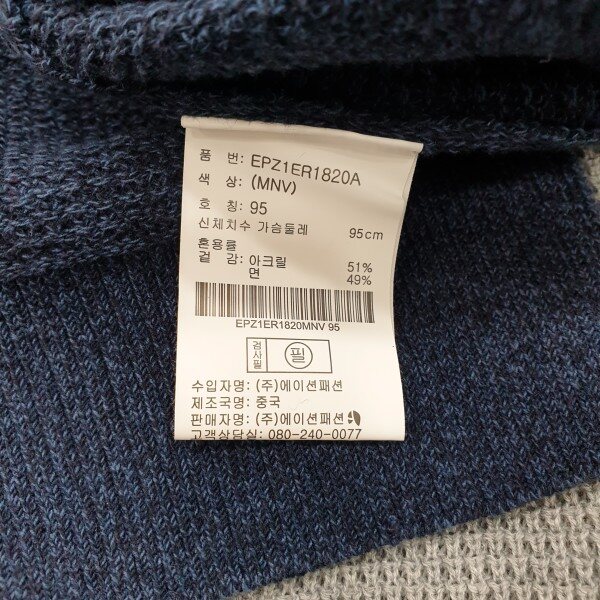 품 번: EPZ1ER1820A
색 상: (MNV)
호 칭: 95
신체치수 가슴둘레 95cm
혼용률
겉 감: 아크릴 51%
면 49%
EPZ1ER1820MNV 95
검사필 필
수입자명: (주)에이션패션
제조국명: 중국
판매자명: (주)에이션패션
고객상담실: 080-240-0077